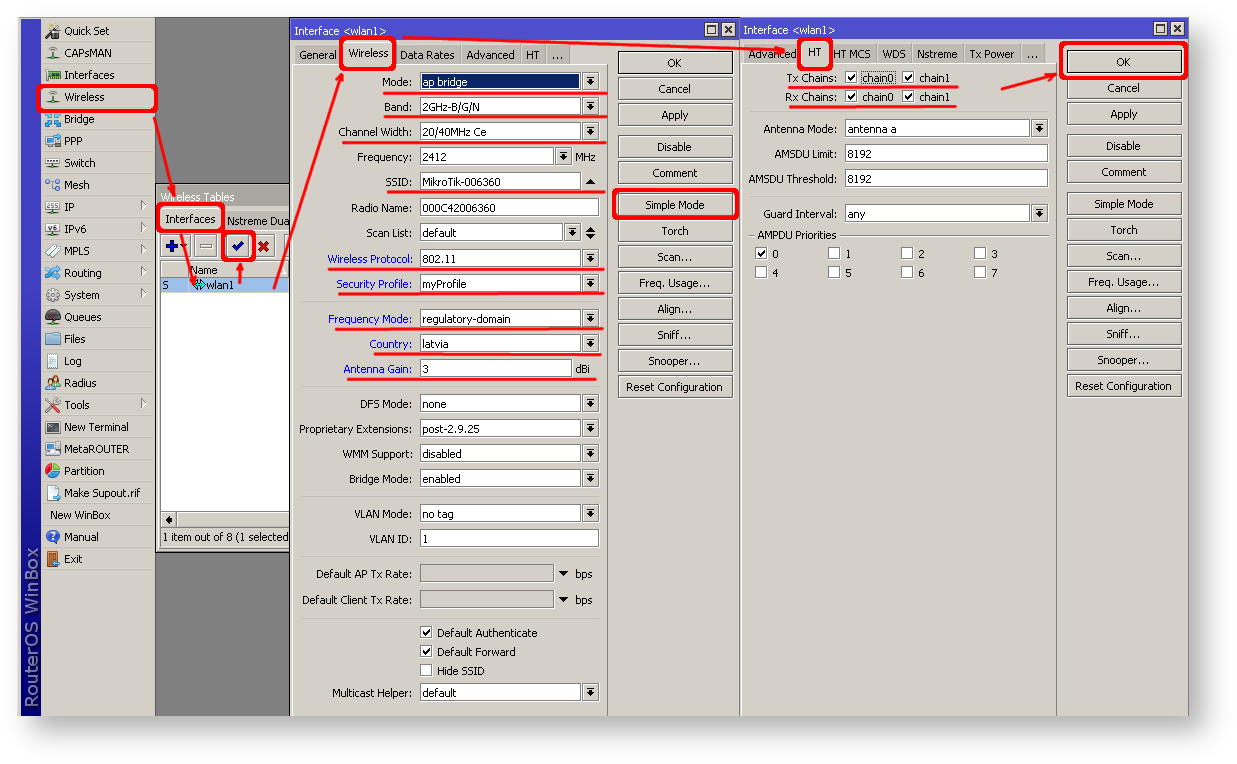 RouterOS WinBox
Quick Set
CAPsMAN
Interfaces
Wireless
Bridge
PPP
Switch
Mesh
IP
IPv6
MPLS
Routing
System
Queues
Files
Log
Radius
Tools
New Terminal
MetaROUTER
Partition
Make Supout.rif
New WinBox
Manual
Exit
Wireless Tables
Interfaces Nstreme Dua
Name
S wlan1
1 item out of 8 (1 selected
Interface <wlan1>
General Wireless Data Rates Advanced HT ...
Mode: ap bridge
Band: 2GHz-B/G/N
Channel Width: 20/40MHz Ce
Frequency: 2412 MHz
SSID: MikroTik-006360
Radio Name: 000C42006360
Scan List: default
Wireless Protocol: 802.11
Security Profile: myProfile
Frequency Mode: regulatory-domain
Country: latvia
Antenna Gain: 3 dBi
DFS Mode: none
Proprietary Extensions: post-2.9.25
WMM Support: disabled
Bridge Mode: enabled
VLAN Mode: no tag
VLAN ID: 1
Default AP Tx Rate: bps
Default Client Tx Rate: bps
Default Authenticate
Default Forward
Hide SSID
Multicast Helper: default
OK
Cancel
Apply
Disable
Comment
Simple Mode
Torch
Scan...
Freq. Usage...
Align...
Sniff...
Snooper...
Reset Configuration
Interface <wlan1>
Advanced HT HT MCS WDS Nstreme Tx Power ...
Tx Chains: chain0 chain1
Rx Chains: chain0 chain1
Antenna Mode: antenna a
AMSDU Limit: 8192
AMSDU Threshold: 8192
Guard Interval: any
AMPDU Priorities
0 1 2 3
4 5 6 7
OK
Cancel
Apply
Disable
Comment
Simple Mode
Torch
Scan...
Freq. Usage...
Align...
Sniff...
Snooper...
Reset Configuration